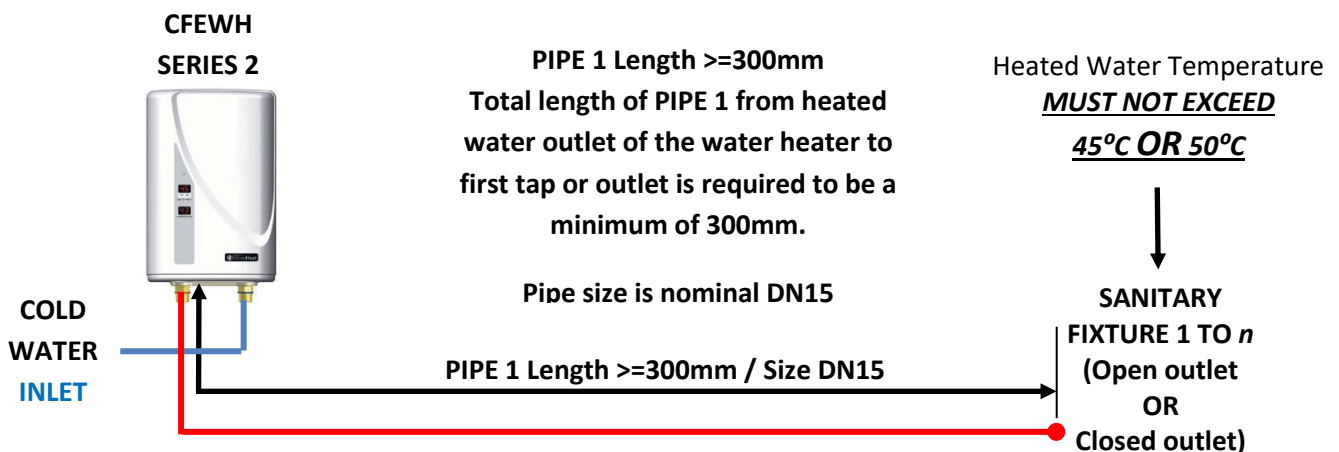 CFEWH
SERIES 2
PIPE 1 Length >=300mm
Total length of PIPE 1 from heated
water outlet of the water heater to
first tap or outlet is required to be a
minimum of 300mm.
Pipe size is nominal DN15
Heated Water Temperature
MUST NOT EXCEED
45⁰C OR 50⁰C
COLD
WATER
INLET
PIPE 1 Length >=300mm / Size DN15
SANITARY
FIXTURE 1 TO n
(Open outlet
OR
Closed outlet)